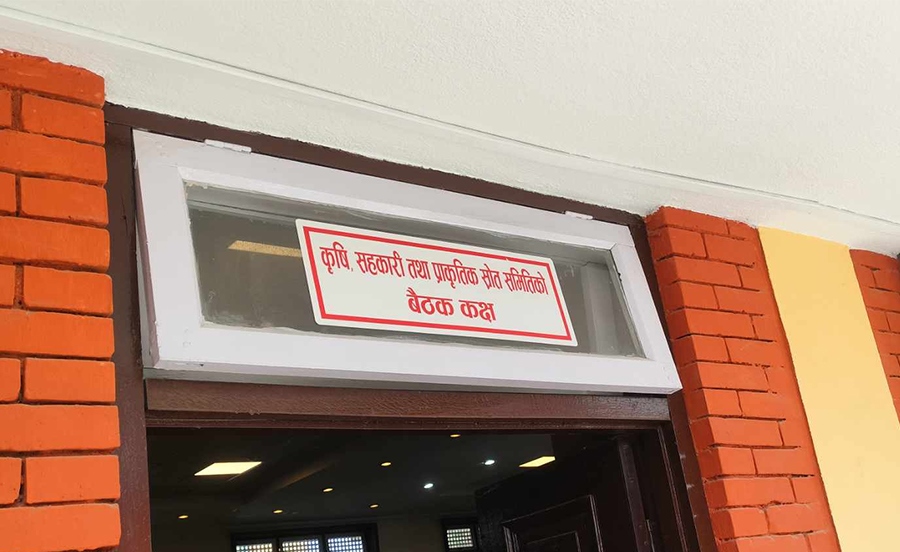 कृषि, सहकारी तथा प्राकृतिक स्रोत समितिको
बैठक कक्ष